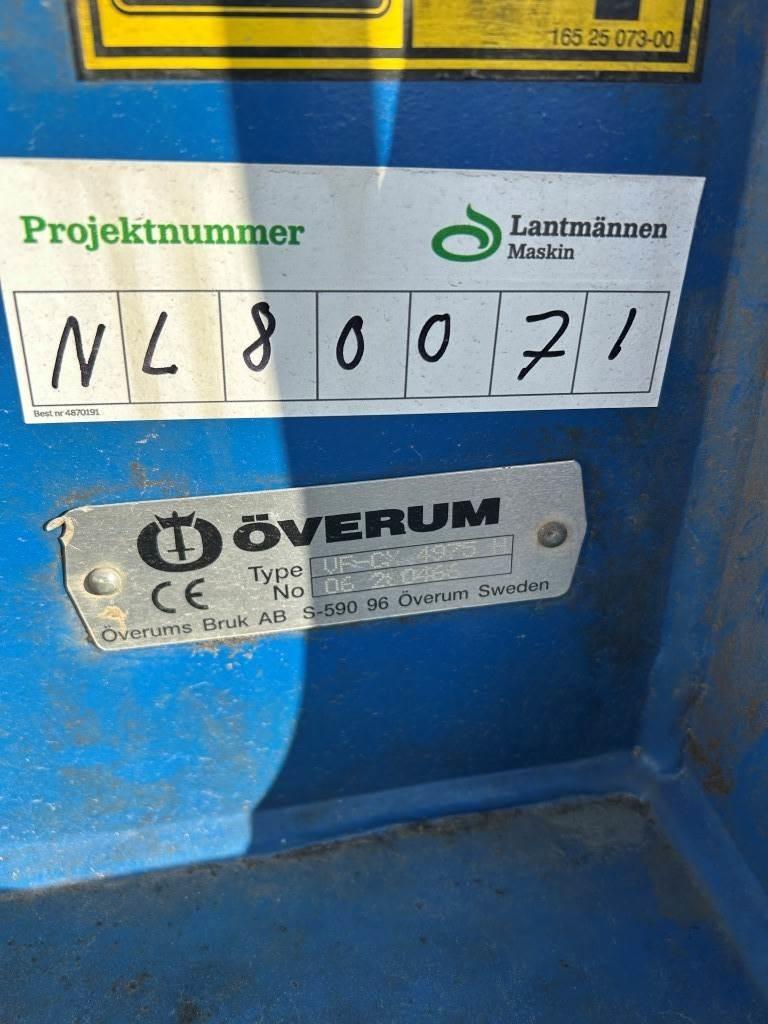 165 25 073-00
Projektnummer
Lantmännen
Maskin
NL80071
Best nr 4870191
ÖVERUM
CE
Type
No
Överums Bruk AB S-590 96 Överum Sweden